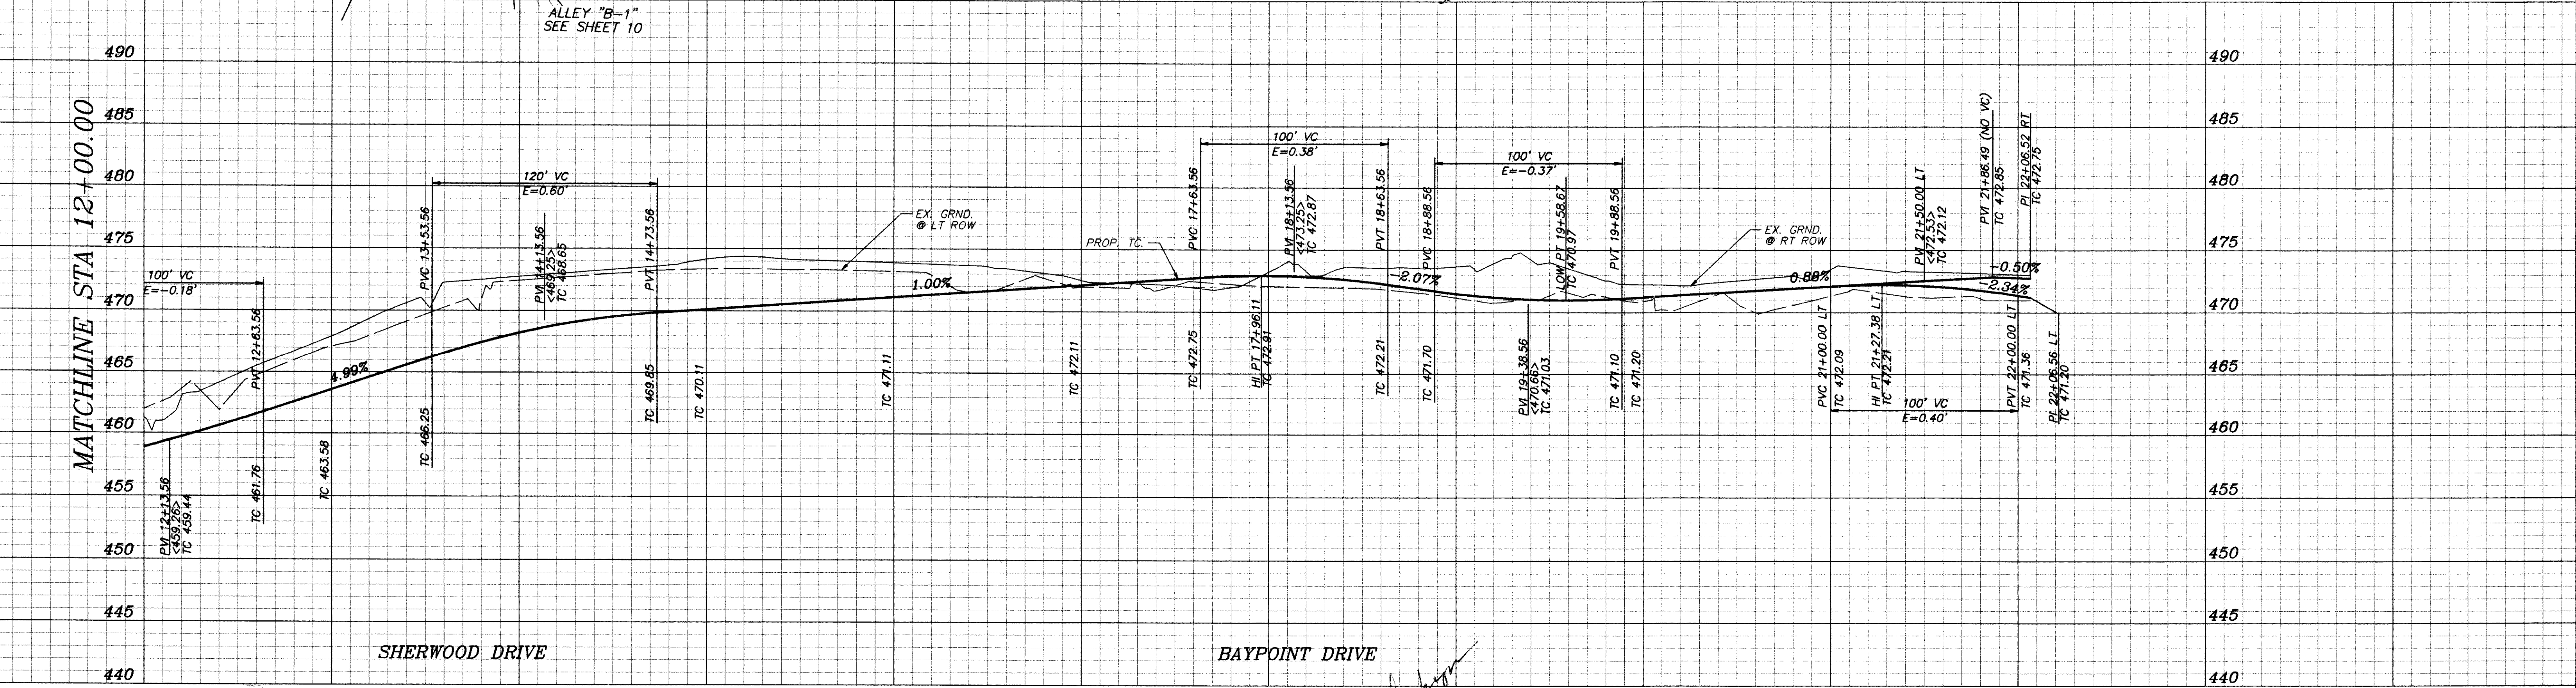 ALLEY "B-1"
SEE SHEET 10
490
485
480
475
470
465
460
455
450
445
440
MATCHLINE STA 12+00.00
100' VC
E=-0.18'
PVI 12+13.56
<459.26>
TC 459.44
PVT 12+63.56
TC 461.76
4.99%
TC 463.58
PVC 13+53.56
TC 466.25
120' VC
E=0.60'
PVI 14+13.56
<469.25>
TC 468.65
PVT 14+73.56
TC 469.85
TC 470.11
EX. GRND.
@ LT ROW
1.00%
TC 471.11
TC 472.11
PROP. TC.
PVC 17+63.56
TC 472.75
100' VC
E=0.38'
HI PT 17+96.11
TC 472.91
PVI 18+13.56
<473.25>
TC 472.87
PVT 18+63.56
TC 472.21
-2.07%
PVC 18+88.56
TC 471.70
100' VC
E=-0.37'
PVI 19+38.56
<470.66>
TC 471.03
LOW PT 19+58.67
TC 470.97
PVT 19+88.56
TC 471.10
TC 471.20
EX. GRND.
@ RT ROW
0.88%
PVC 21+00.00 LT
TC 472.09
HI PT 21+27.38 LT
TC 472.21
100' VC
E=0.40'
PVI 21+50.00 LT
<472.53>
TC 472.12
PVI 21+86.49 (NO VC)
TC 472.85
PI 22+06.52 RT
TC 472.75
-0.50%
-2.34%
PVT 22+00.00 LT
TC 471.36
PI 22+06.56 LT
TC 471.20
490
485
480
475
470
465
460
455
450
445
440
SHERWOOD DRIVE
BAYPOINT DRIVE